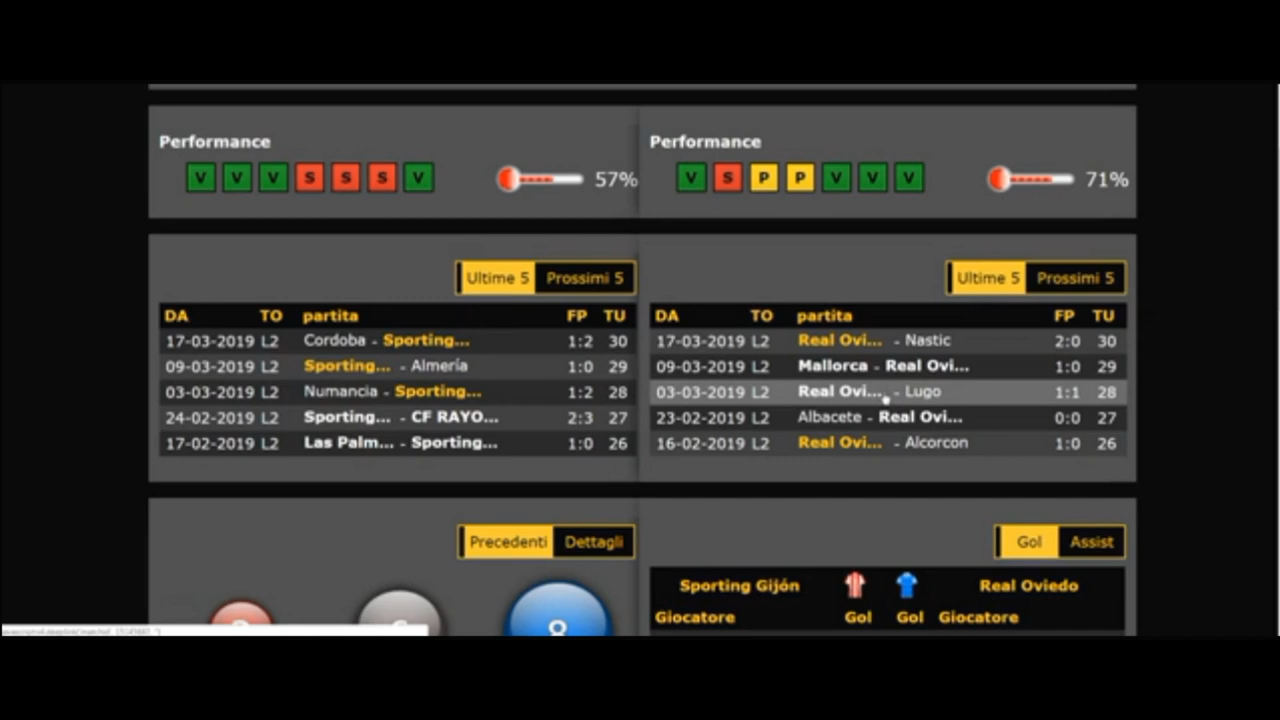 Performance
V V V S S S V 57%
Performance
V S P P V V V 71%
Ultime 5 Prossimi 5
DA TO partita FP TU
17-03-2019 L2 Cordoba - Sporting... 1:2 30
09-03-2019 L2 Sporting... - Almería 1:0 29
03-03-2019 L2 Numancia - Sporting... 1:2 28
24-02-2019 L2 Sporting... - CF RAYO... 2:3 27
17-02-2019 L2 Las Palm... - Sporting... 1:0 26
Ultime 5 Prossimi 5
DA TO partita FP TU
17-03-2019 L2 Real Ovi... - Nastic 2:0 30
09-03-2019 L2 Mallorca - Real Ovi... 1:0 29
03-03-2019 L2 Real Ovi... - Lugo 1:1 28
23-02-2019 L2 Albacete - Real Ovi... 0:0 27
16-02-2019 L2 Real Ovi... - Alcorcon 1:0 26
Precedenti Dettagli
8
Gol Assist
Sporting Gijón Real Oviedo
Giocatore Gol Gol Giocatore